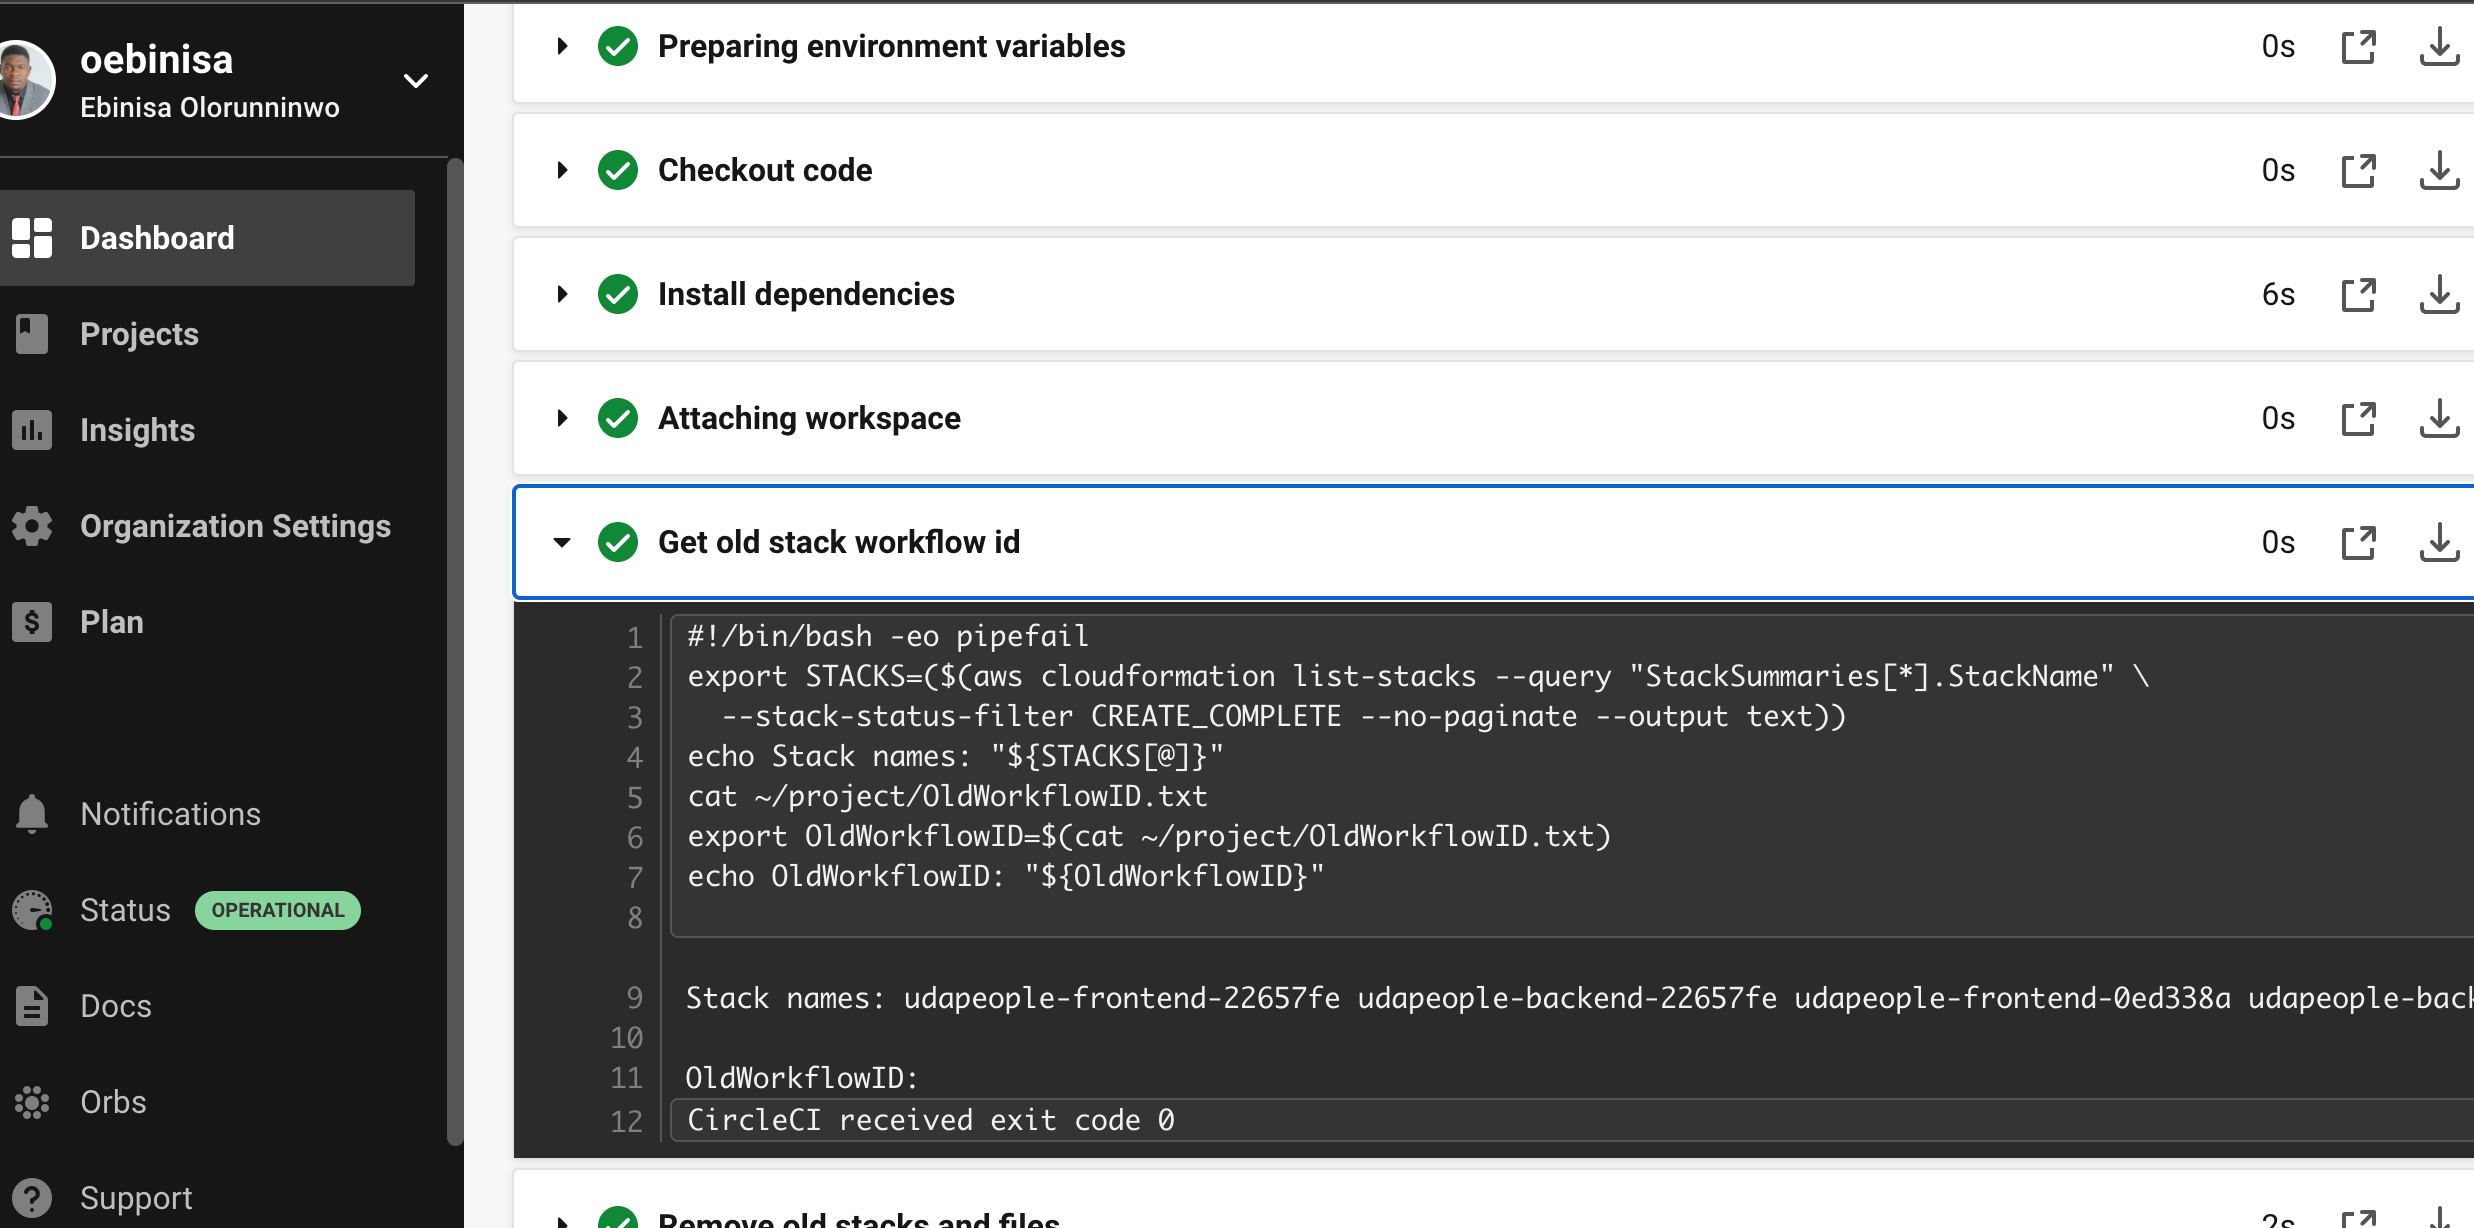 oebinisa
Ebinisa Olorunninwo
Dashboard
Projects
Insights
Organization Settings
Plan
Notifications
Status OPERATIONAL
Docs
Orbs
Support
Preparing environment variables 0s
Checkout code 0s
Install dependencies 6s
Attaching workspace 0s
Get old stack workflow id 0s
1 #!/bin/bash -eo pipefail
2 export STACKS=($(aws cloudformation list-stacks --query "StackSummaries[*].StackName" \
3 --stack-status-filter CREATE_COMPLETE --no-paginate --output text))
4 echo Stack names: "${STACKS[@]}"
5 cat ~/project/OldWorkflowID.txt
6 export OldWorkflowID=$(cat ~/project/OldWorkflowID.txt)
7 echo OldWorkflowID: "${OldWorkflowID}"
8
9 Stack names: udapeople-frontend-22657fe udapeople-backend-22657fe udapeople-frontend-0ed338a udapeople-back
10
11 OldWorkflowID:
12 CircleCI received exit code 0
Remove old stacks and files 2s